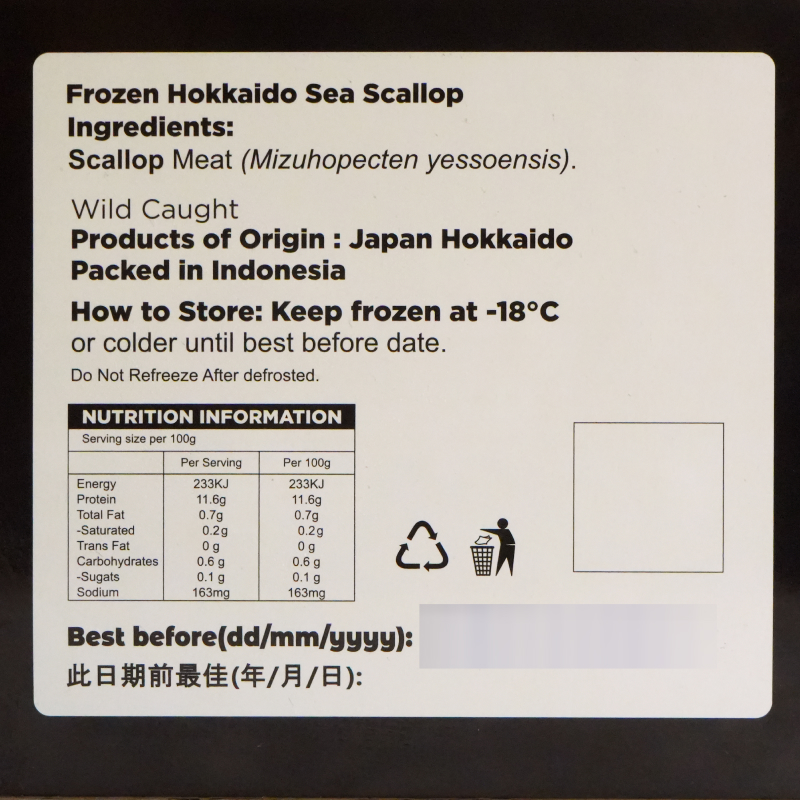 Frozen Hokkaido Sea Scallop
Ingredients:
Scallop Meat (Mizuhopecten yessoensis).
Wild Caught
Products of Origin : Japan Hokkaido
Packed in Indonesia
How to Store: Keep frozen at -18°C
or colder until best before date.
Do Not Refreeze After defrosted.
NUTRITION INFORMATION
Serving size per 100g
Per Serving Per 100g
Energy 233KJ 233KJ
Protein 11.6g 11.6g
Total Fat 0.7g 0.7g
-Saturated 0.2g 0.2g
Trans Fat 0 g 0 g
Carbohydrates 0.6 g 0.6 g
-Sugats 0.1 g 0.1 g
Sodium 163mg 163mg
Best before(dd/mm/yyyy):
此日期前最佳(年/月/日):